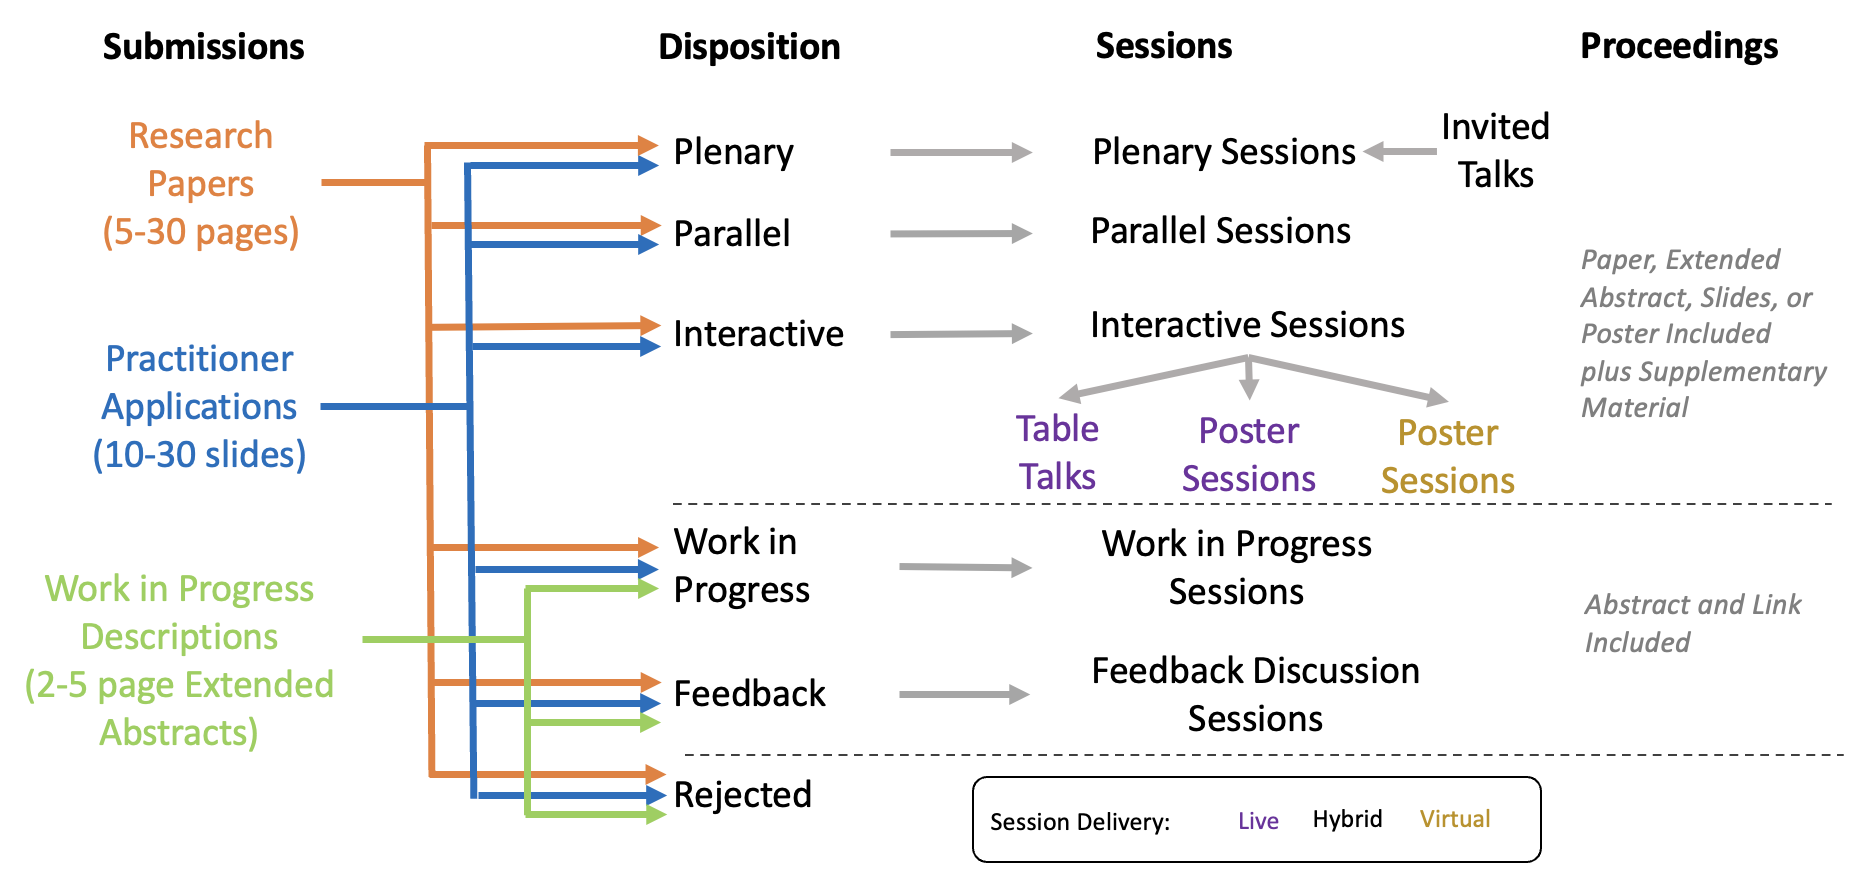 Submissions
Disposition
Sessions
Proceedings
Research
Papers
(5-30 pages)
Plenary
Plenary Sessions
Invited
Talks
Parallel
Parallel Sessions
Paper, Extended
Abstract, Slides, or
Poster Included
plus Supplementary
Material
Practitioner
Applications
(10-30 slides)
Interactive
Interactive Sessions
Table
Talks
Poster
Sessions
Poster
Sessions
Work in Progress
Descriptions
(2-5 page Extended
Abstracts)
Work in
Progress
Work in Progress
Sessions
Abstract and Link
Included
Feedback
Feedback Discussion
Sessions
Rejected
Session Delivery: Live Hybrid Virtual